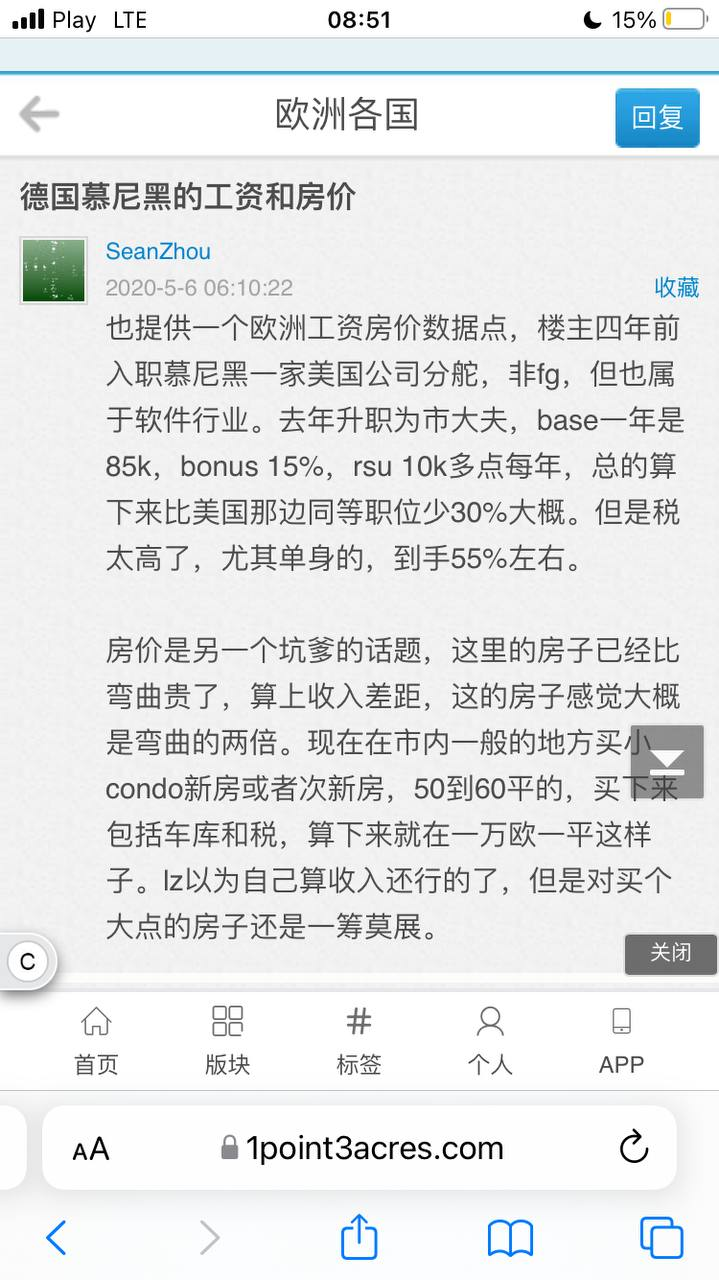 Play LTE 08:51 15%
欧洲各国
回复
德国慕尼黑的工资和房价
SeanZhou
2020-5-6 06:10:22
收藏
也提供一个欧洲工资房价数据点，楼主四年前
入职慕尼黑一家美国公司分舵，非fg，但也属
于软件行业。去年升职为市大夫，base一年是
85k，bonus 15%，rsu 10k多点每年，总的算
下来比美国那边同等职位少30%大概。但是税
太高了，尤其单身的，到手55%左右。
房价是另一个坑爹的话题，这里的房子已经比
弯曲贵了，算上收入差距，这的房子感觉大概
是弯曲的两倍。现在在市内一般的地方买小
condo新房或者次新房，50到60平的，买下来
包括车库和税，算下来就在一万欧一平这样
子。lz以为自己算收入还行的了，但是对买个
大点的房子还是一筹莫展。
C
关闭
首页 版块 标签 个人 APP
AA 1point3acres.com